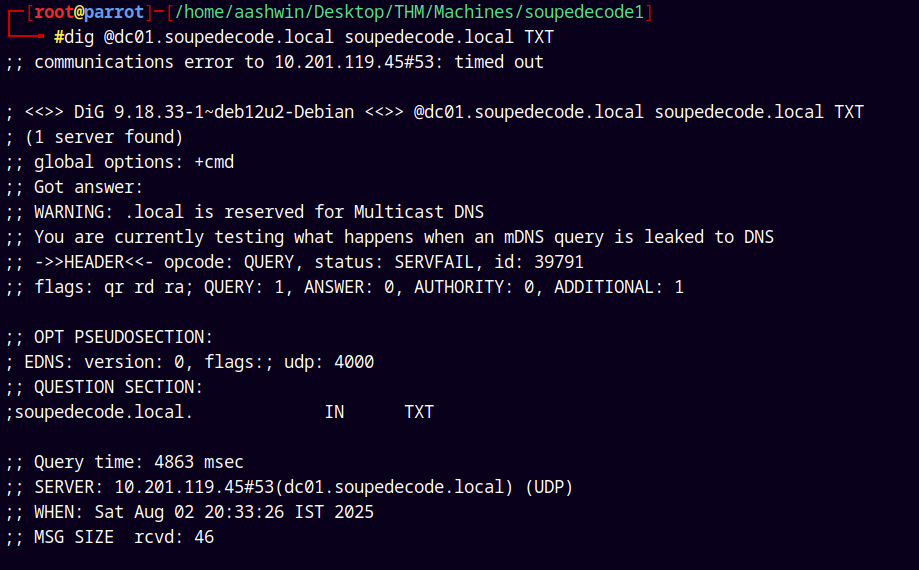 [root@parrot]─[/home/aashwin/Desktop/THM/Machines/soupedecode1]
#dig @dc01.soupedecode.local soupedecode.local TXT
;; communications error to 10.201.119.45#53: timed out

; <<>> DiG 9.18.33-1~deb12u2-Debian <<>> @dc01.soupedecode.local soupedecode.local TXT
; (1 server found)
;; global options: +cmd
;; Got answer:
;; WARNING: .local is reserved for Multicast DNS
;; You are currently testing what happens when an mDNS query is leaked to DNS
;; ->>HEADER<<- opcode: QUERY, status: SERVFAIL, id: 39791
;; flags: qr rd ra; QUERY: 1, ANSWER: 0, AUTHORITY: 0, ADDITIONAL: 1

;; OPT PSEUDOSECTION:
; EDNS: version: 0, flags:; udp: 4000
;; QUESTION SECTION:
;soupedecode.local. IN TXT

;; Query time: 4863 msec
;; SERVER: 10.201.119.45#53(dc01.soupedecode.local) (UDP)
;; WHEN: Sat Aug 02 20:33:26 IST 2025
;; MSG SIZE rcvd: 46